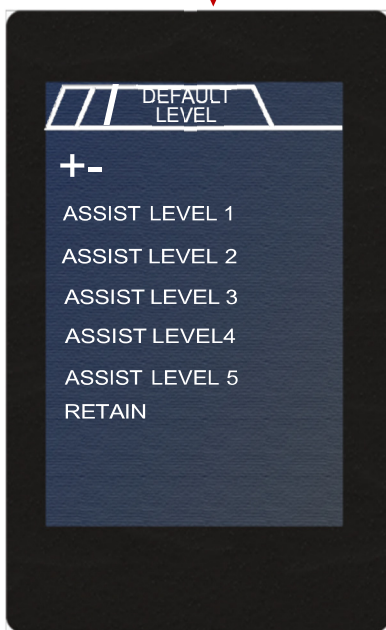 DEFAULT
LEVEL
+-
ASSIST LEVEL 1
ASSIST LEVEL 2
ASSIST LEVEL 3
ASSIST LEVEL4
ASSIST LEVEL 5
RETAIN